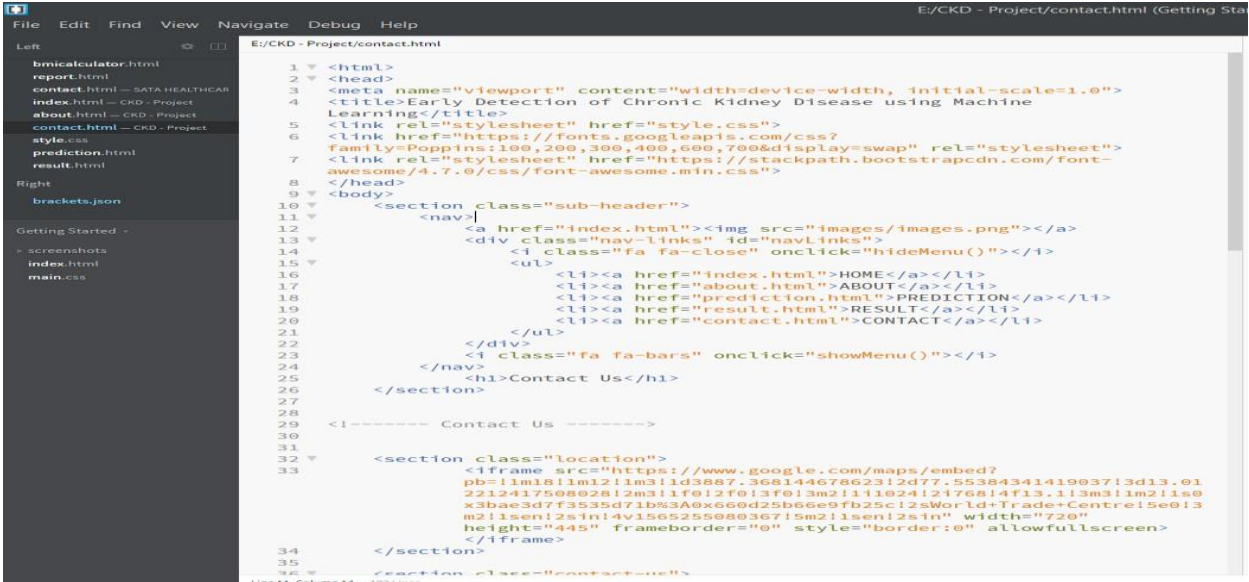 E:/CKD - Project/contact.html (Getting Star
File Edit Find View Navigate Debug Help
Left
bmicalculator.html
report.html
contact.html — SATA HEALTHCAR
index.html — CKD - Project
about.html — CKD - Project
contact.html — CKD - Project
style.css
prediction.html
result.html
Right
brackets.json
Getting Started
screenshots
index.html
main.css
E:/CKD - Project/contact.html
1 <html>
2 <head>
3 <meta name="viewport" content="width=device-width, initial-scale=1.0">
4 <title>Early Detection of Chronic Kidney Disease using Machine
Learning</title>
5 <link rel="stylesheet" href="style.css">
6 <link href="https://fonts.googleapis.com/css?
family=Poppins:100,200,300,400,600,700&display=swap" rel="stylesheet">
7 <link rel="stylesheet" href="https://stackpath.bootstrapcdn.com/font-
awesome/4.7.0/css/font-awesome.min.css">
8 </head>
9 <body>
10 <section class="sub-header">
11 <nav>
12 <a href="index.html"><img src="images/images.png"></a>
13 <div class="nav-links" id="navLinks">
14 <i class="fa fa-close" onclick="hideMenu()"></i>
15 <ul>
16 <li><a href="index.html">HOME</a></li>
17 <li><a href="about.html">ABOUT</a></li>
18 <li><a href="prediction.html">PREDICTION</a></li>
19 <li><a href="result.html">RESULT</a></li>
20 <li><a href="contact.html">CONTACT</a></li>
21 </ul>
22 </div>
23 <i class="fa fa-bars" onclick="showMenu()"></i>
24 </nav>
25 <h1>Contact Us</h1>
26 </section>
27
28
29 <!------- Contact Us ------->
30
31
32 <section class="location">
33 <iframe src="https://www.google.com/maps/embed?
pb=!1m18!1m12!1m3!1d3887.368144678623!2d77.55384341419037!3d13.01
2212417508028!2m3!1f0!2f0!3f0!3m2!1i1024!2i768!4f13.1!3m3!1m2!1s0
x3bae3d7f3535d71b%3A0x660d25b66e9fb25c!2sWorld+Trade+Centre!5e0!3
m2!1sen!2sin!4v1565255080367!5m2!1sen!2sin" width="720"
height="445" frameborder="0" style="border:0" allowfullscreen>
</iframe>
34 </section>
35
36 <section class="contact-us">